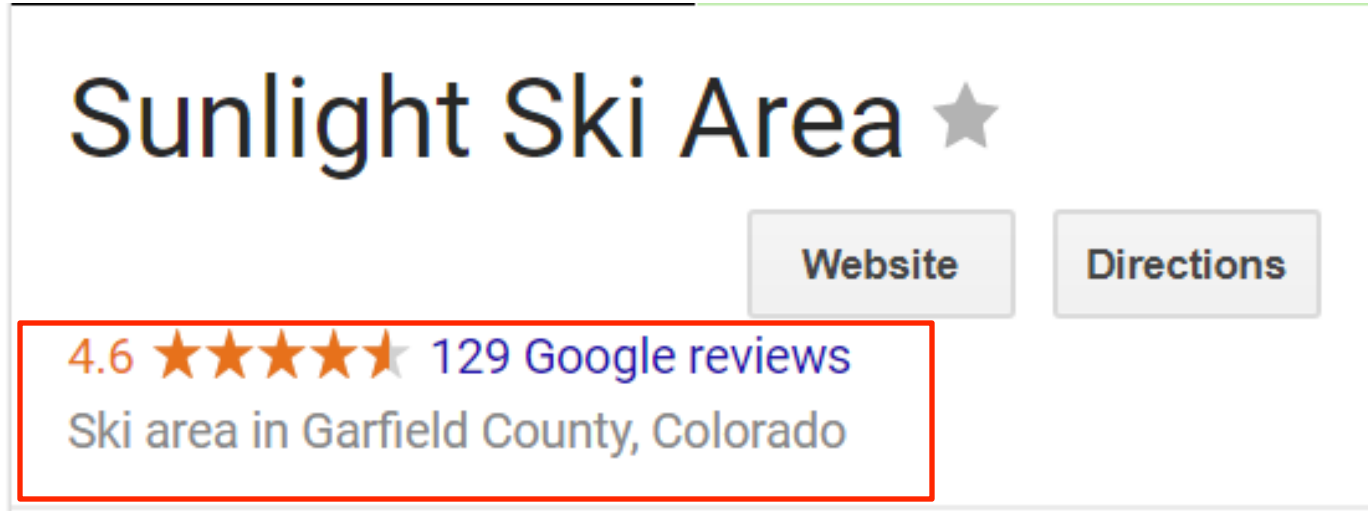 Sunlight Ski Area
Website Directions
4.6 129 Google reviews
Ski area in Garfield County, Colorado